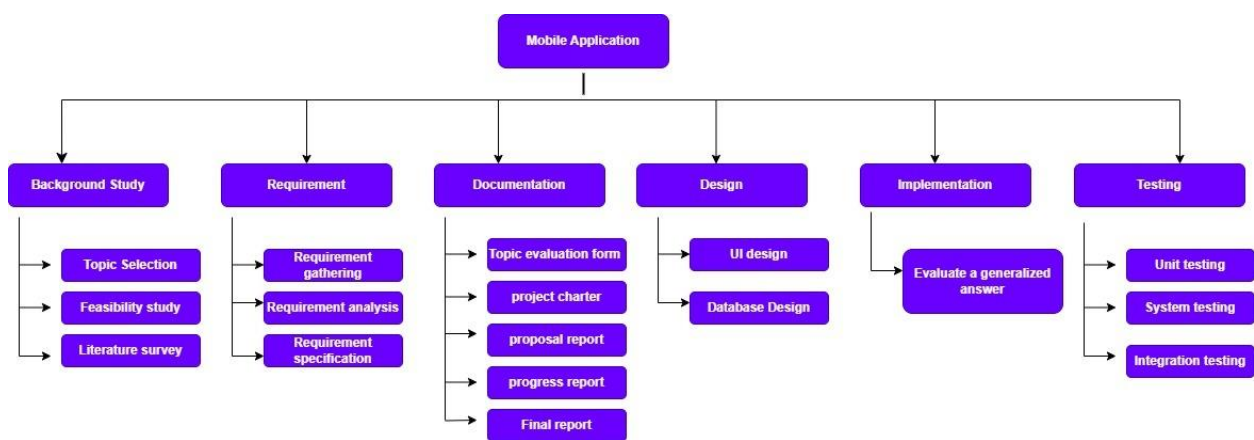 Mobile Application
Background Study
Requirement
Documentation
Design
Implementation
Testing
Topic Selection
Feasibility study
Literature survey
Requirement
gathering
Requirement analysis
Requirement
specification
Topic evaluation form
project charter
proposal report
progress report
Final report
UI design
Database Design
Evaluate a generalized
answer
Unit testing
System testing
Integration testing